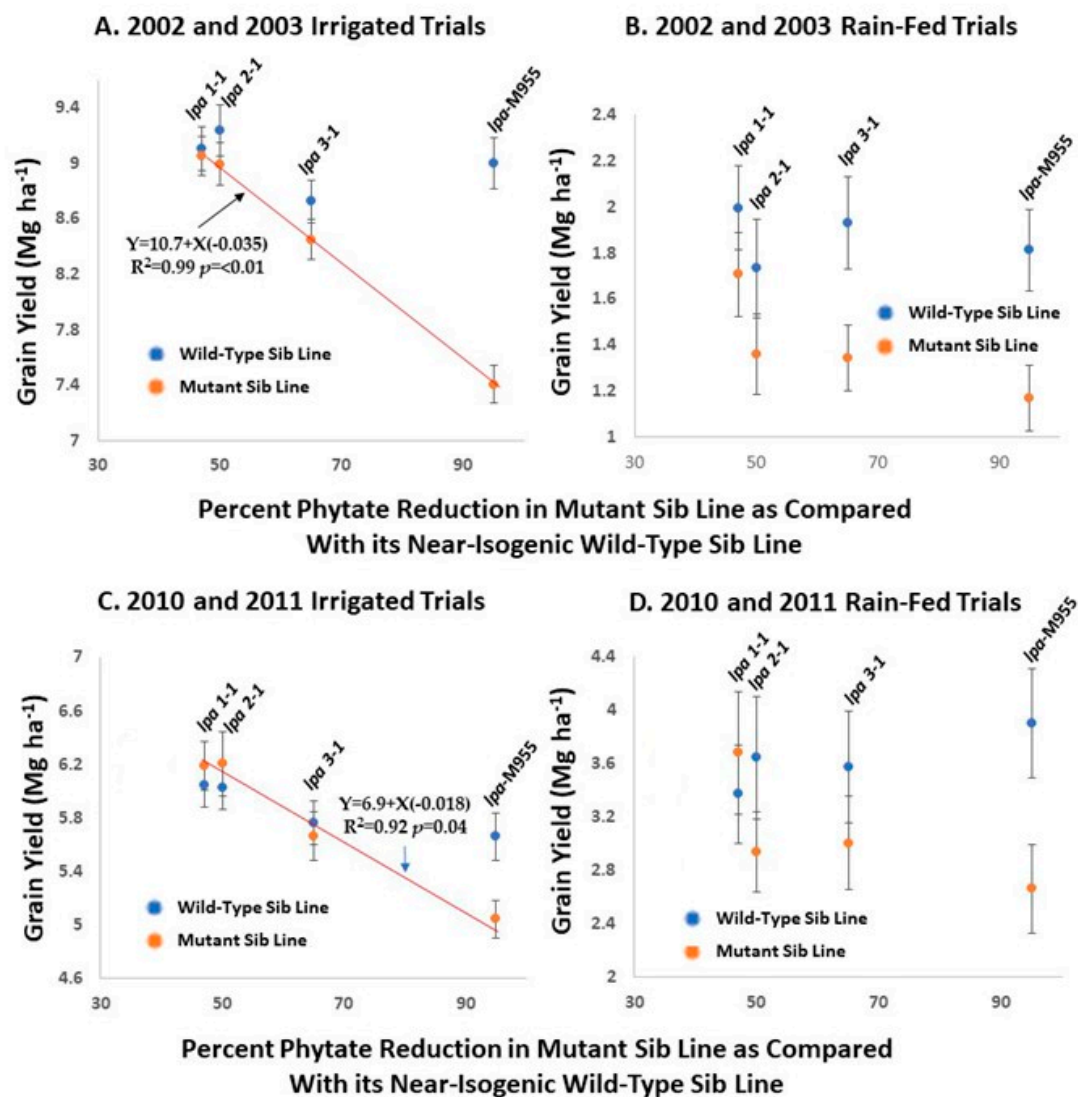 A. 2002 and 2003 Irrigated Trials
Grain Yield (Mg ha⁻¹)
9.4
9
8.6
8.2
7.8
7.4
7
lpa 1-1
lpa 2-1
lpa 3-1
lpa-M955
Y=10.7+X(-0.035)
R²=0.99 p=<0.01
Wild-Type Sib Line
Mutant Sib Line
30
50
70
90
B. 2002 and 2003 Rain-Fed Trials
Grain Yield (Mg ha⁻¹)
2.4
2.2
2
1.8
1.6
1.4
1.2
1
lpa 1-1
lpa 2-1
lpa 3-1
lpa-M955
Wild-Type Sib Line
Mutant Sib Line
30
50
70
90
Percent Phytate Reduction in Mutant Sib Line as Compared
With its Near-Isogenic Wild-Type Sib Line
C. 2010 and 2011 Irrigated Trials
Grain Yield (Mg ha⁻¹)
7
6.6
6.2
5.8
5.4
5
4.6
lpa 1-1
lpa 2-1
lpa 3-1
lpa-M955
Y=6.9+X(-0.018)
R²=0.92 p=0.04
Wild-Type Sib Line
Mutant Sib Line
30
50
70
90
D. 2010 and 2011 Rain-Fed Trials
Grain Yield (Mg ha⁻¹)
4.4
4
3.6
3.2
2.8
2.4
2
lpa 1-1
lpa 2-1
lpa 3-1
lpa-M955
Wild-Type Sib Line
Mutant Sib Line
30
50
70
90
Percent Phytate Reduction in Mutant Sib Line as Compared
With its Near-Isogenic Wild-Type Sib Line